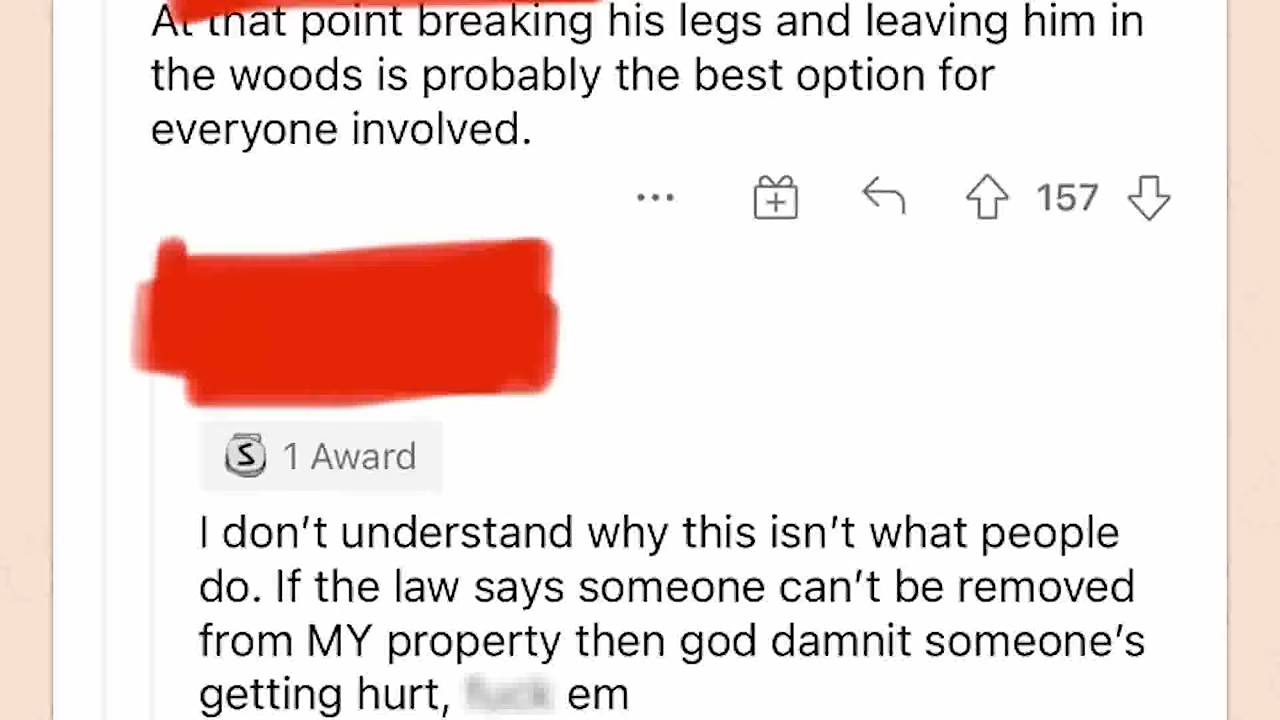 At that point breaking his legs and leaving him in
the woods is probably the best option for
everyone involved.
157
1 Award
I don’t understand why this isn’t what people
do. If the law says someone can’t be removed
from MY property then god damnit someone’s
getting hurt, em